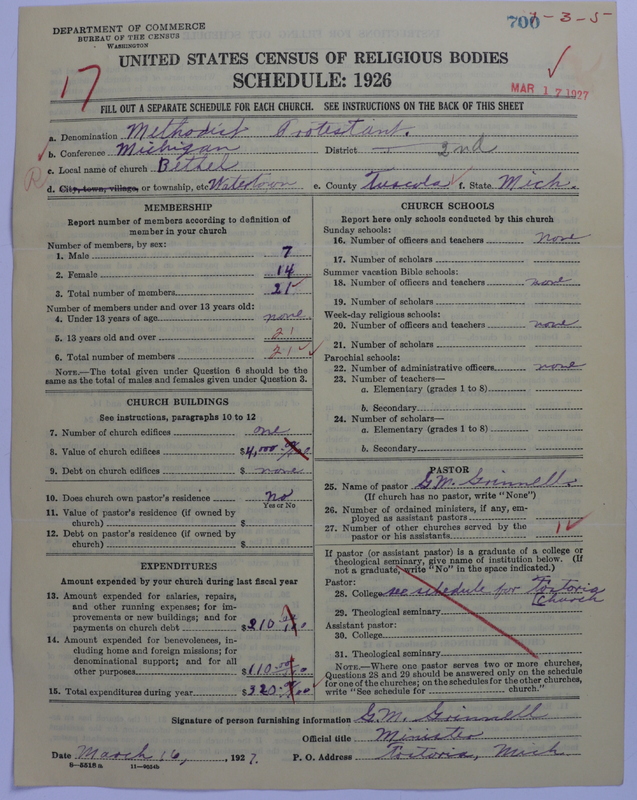 DEPARTMENT OF COMMERCE
BUREAU OF THE CENSUS
WASHINGTON
700 1-3-5
UNITED STATES CENSUS OF RELIGIOUS BODIES
SCHEDULE: 1926
17
MAR 17 1927
FILL OUT A SEPARATE SCHEDULE FOR EACH CHURCH. SEE INSTRUCTIONS ON THE BACK OF THIS SHEET
a. Denomination Methodist Protestant.
b. Conference Michigan District 2nd
c. Local name of church Bethel
R
d. City, town, village, or township, etc Watertown e. County Tuscola f. State Mich.
MEMBERSHIP
Report number of members according to definition of member in your church
Number of members, by sex:
1. Male 7
2. Female 14
3. Total number of members 21
Number of members under and over 13 years old:
4. Under 13 years of age none
5. 13 years old and over 21
6. Total number of members 21
NOTE.—The total given under Question 6 should be the same as the total of males and females given under Question 3.
CHURCH BUILDINGS
See instructions, paragraphs 10 to 12
7. Number of church edifices one
8. Value of church edifices $4,000.00
9. Debt on church edifices $ none
10. Does church own pastor's residence no
Yes or No
11. Value of pastor's residence (if owned by church) $
12. Debt on pastor's residence (if owned by church) $
EXPENDITURES
Amount expended by your church during last fiscal year
13. Amount expended for salaries, repairs, and other running expenses; for improvements or new buildings; and for payments on church debt $210
14. Amount expended for benevolences, including home and foreign missions; for denominational support; and for all other purposes $110.00
15. Total expenditures during year $320
CHURCH SCHOOLS
Report here only schools conducted by this church
Sunday schools:
16. Number of officers and teachers none
17. Number of scholars
Summer vacation Bible schools:
18. Number of officers and teachers none
19. Number of scholars
Week-day religious schools:
20. Number of officers and teachers none
21. Number of scholars
Parochial schools:
22. Number of administrative officers none
23. Number of teachers—
a. Elementary (grades 1 to 8)
b. Secondary
24. Number of scholars—
a. Elementary (grades 1 to 8)
b. Secondary
PASTOR
25. Name of pastor G.M. Grinnell
(If church has no pastor, write "None")
26. Number of ordained ministers, if any, employed as assistant pastors
27. Number of other churches served by the pastor or his assistants 1
If pastor (or assistant pastor) is a graduate of a college or theological seminary, give name of institution below. (If not a graduate, write "No" in the space indicated.)
Pastor:
28. College see schedule for Fostoria Church
29. Theological seminary
Assistant pastor:
30. College
31. Theological seminary
NOTE.—Where one pastor serves two or more churches, Questions 28 and 29 should be answered only on the schedule for one of the churches; on the schedules for the other churches, write "See schedule for ______ church."
Signature of person furnishing information G.M. Grinnell
Official title Minister
Date March 16, , 1927. P. O. Address Fostoria, Mich.
8—5518a 11—9554b